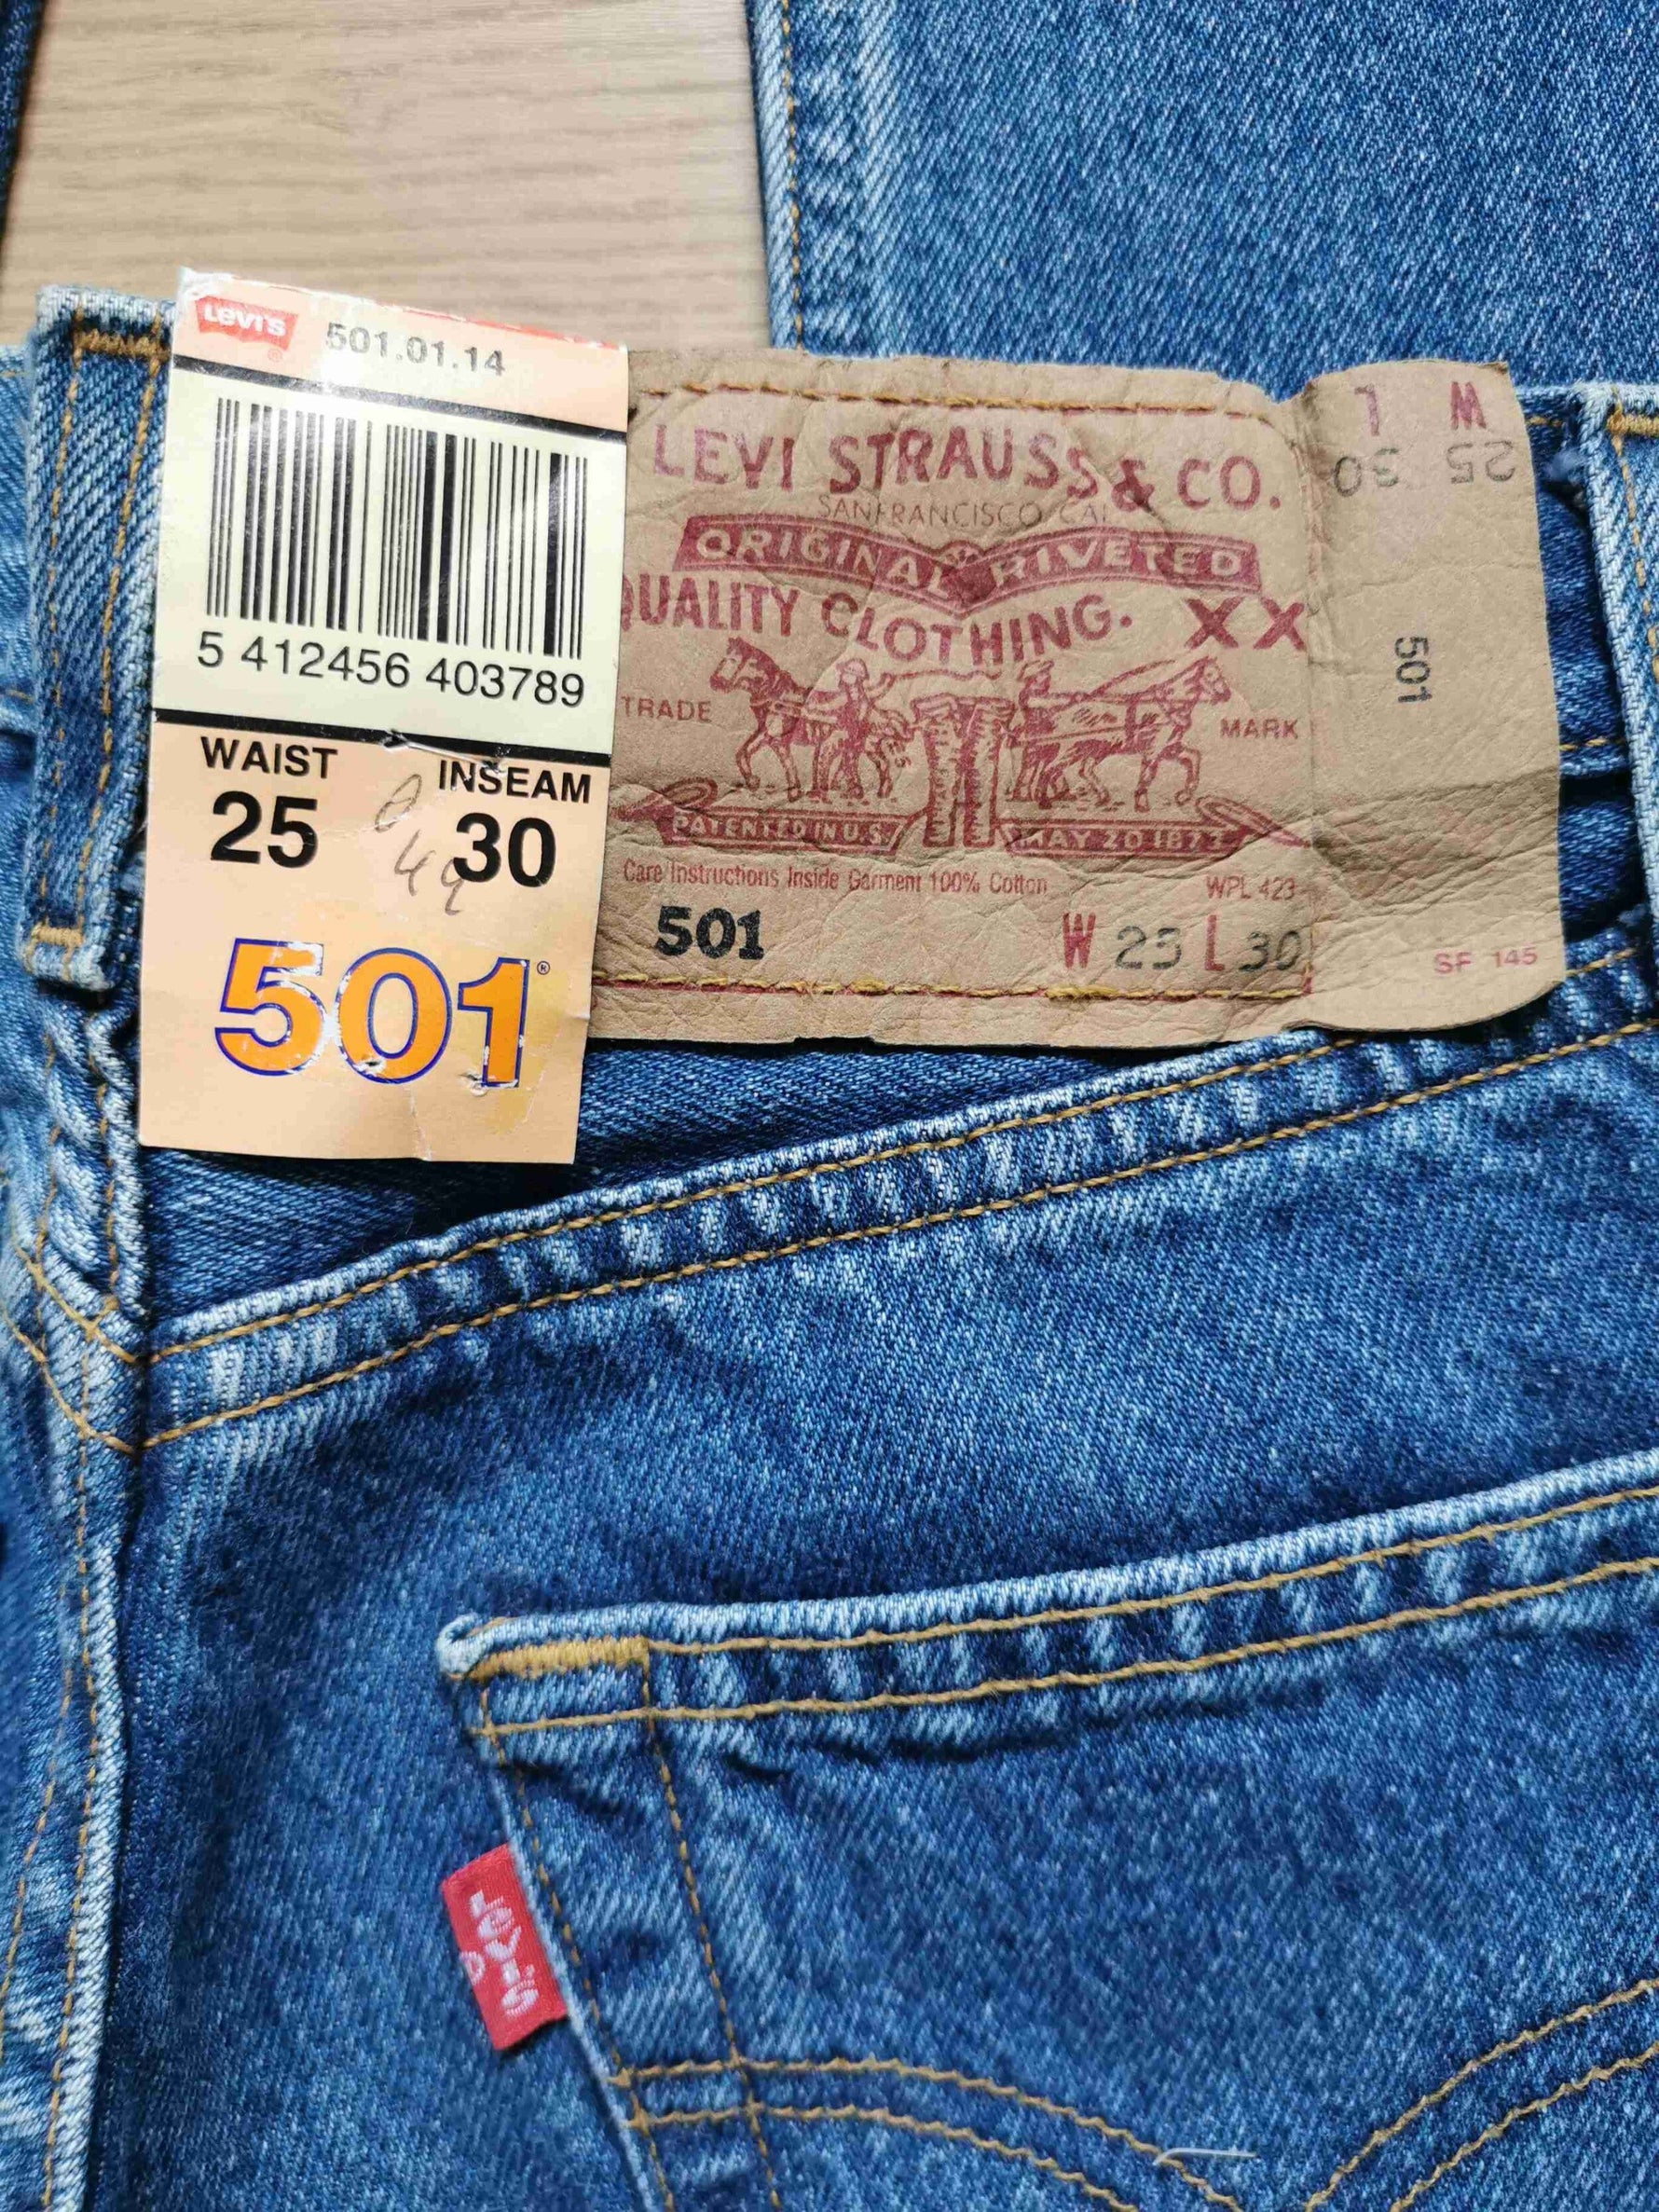 Levi's ®
501.01.14
5 412456 403789
WAIST INSEAM
25 30
44
501®
LEVI STRAUSS & CO.
SAN FRANCISCO CAL
ORIGINAL RIVETED
QUALITY CLOTHING. XX
TRADE MARK
PATENTED IN U.S. MAY 20 1873
Care Instructions Inside Garment 100% Cotton
WPL 423
501 W 25 L 30
W L
25 30
501
SF 145
Levi's